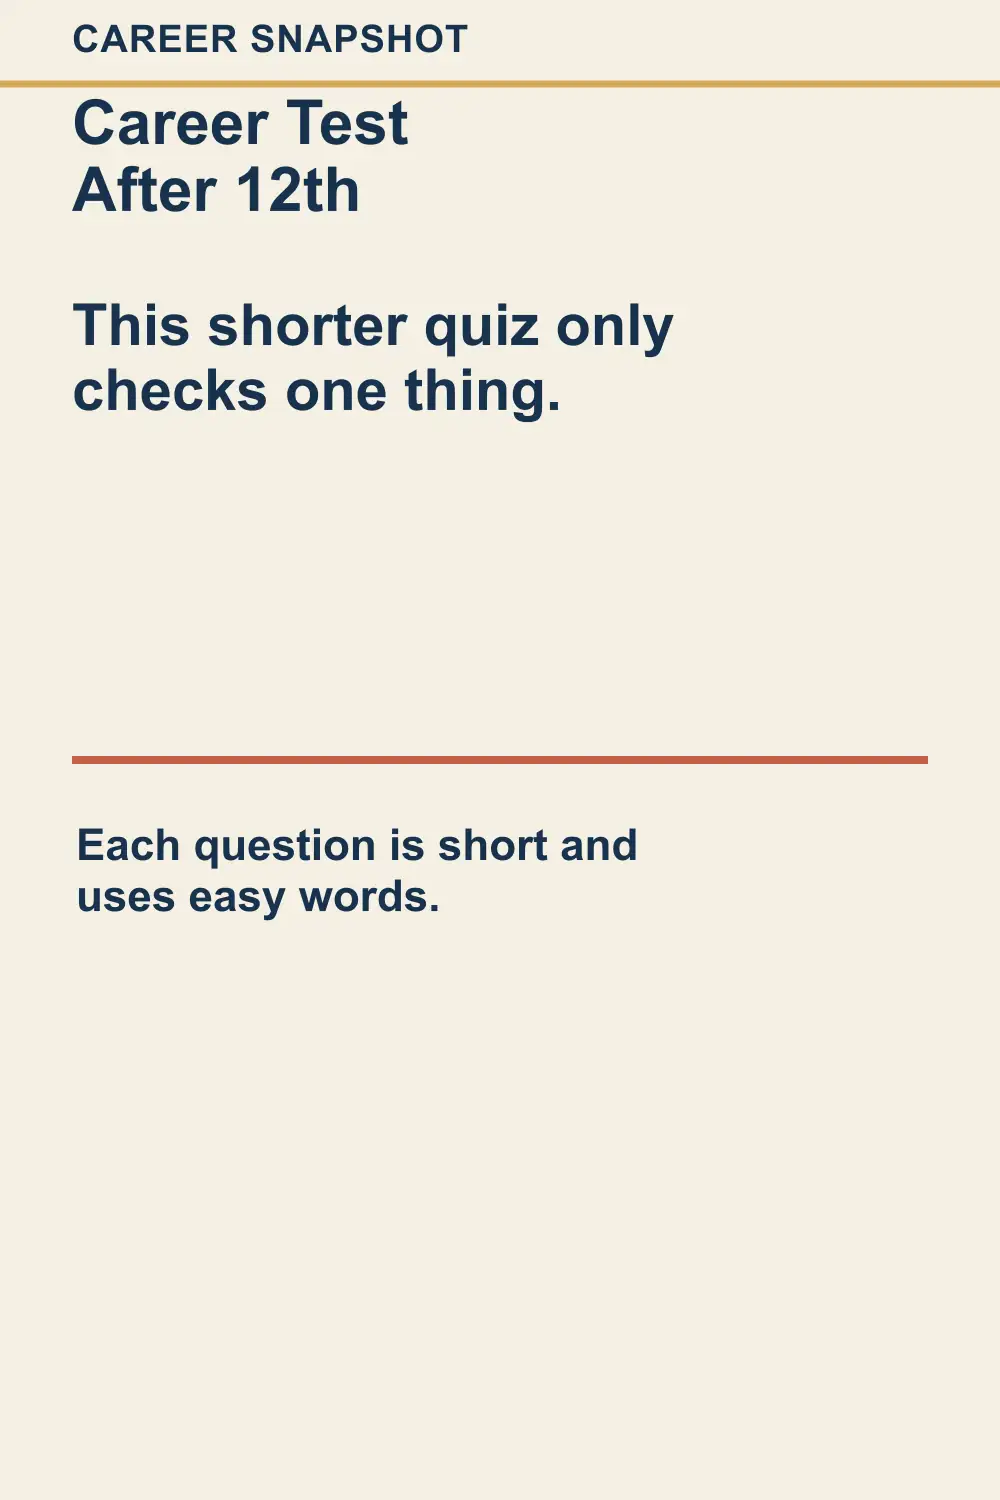 CAREER SNAPSHOT
Career Test
After 12th
This shorter quiz only
checks one thing.
Each question is short and
uses easy words.